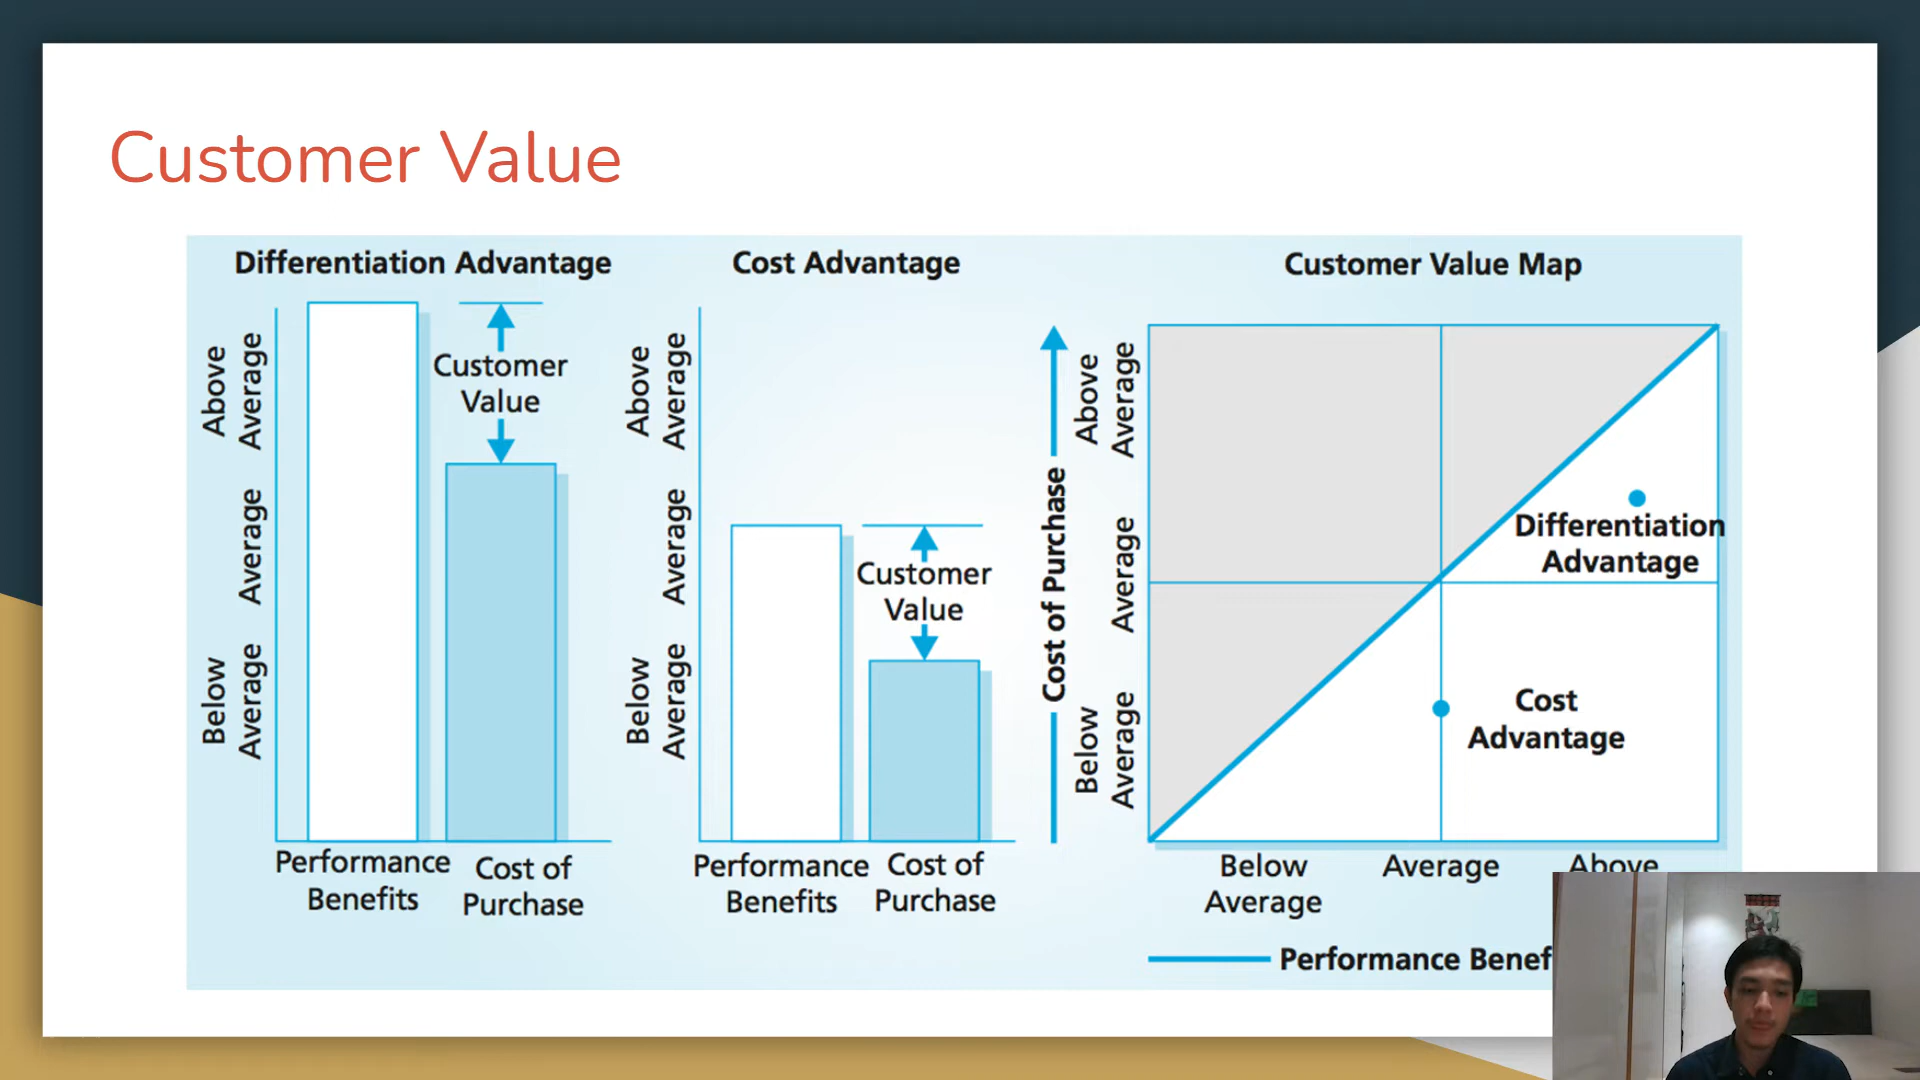 Customer Value
Differentiation Advantage
Above
Average
Average
Below
Average
Customer
Value
Performance
Benefits
Cost of
Purchase
Cost Advantage
Above
Average
Average
Below
Average
Customer
Value
Performance
Benefits
Cost of
Purchase
Customer Value Map
Cost of Purchase
Above
Average
Average
Below
Average
Differentiation
Advantage
Cost
Advantage
Below
Average
Average
Above
Performance